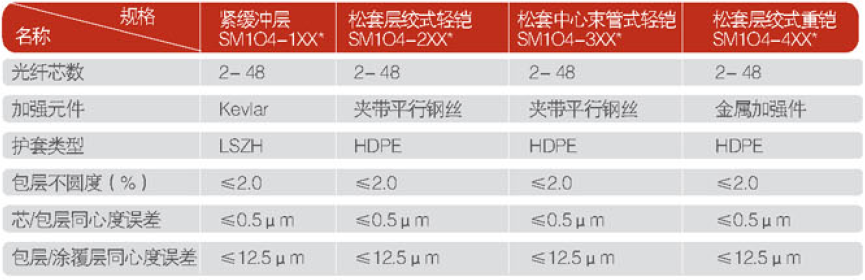 规格 紧缓冲层 松套层绞式轻铠 松套中心束管式轻铠 松套层绞式重铠
名称 SM1O4-1XX* SM1O4-2XX* SM1O4-3XX* SM1O4-4XX*
光纤芯数 2-48 2-48 2-48 2-48
加强元件 Kevlar 夹带平行钢丝 夹带平行钢丝 金属加强件
护套类型 LSZH HDPE HDPE HDPE
包层不圆度（%） ≤2.0 ≤2.0 ≤2.0 ≤2.0
芯/包层同心度误差 ≤0.5μm ≤0.5μm ≤0.5μm ≤0.5μm
包层/涂覆层同心度误差 ≤12.5μm ≤12.5μm ≤12.5μm ≤12.5μm